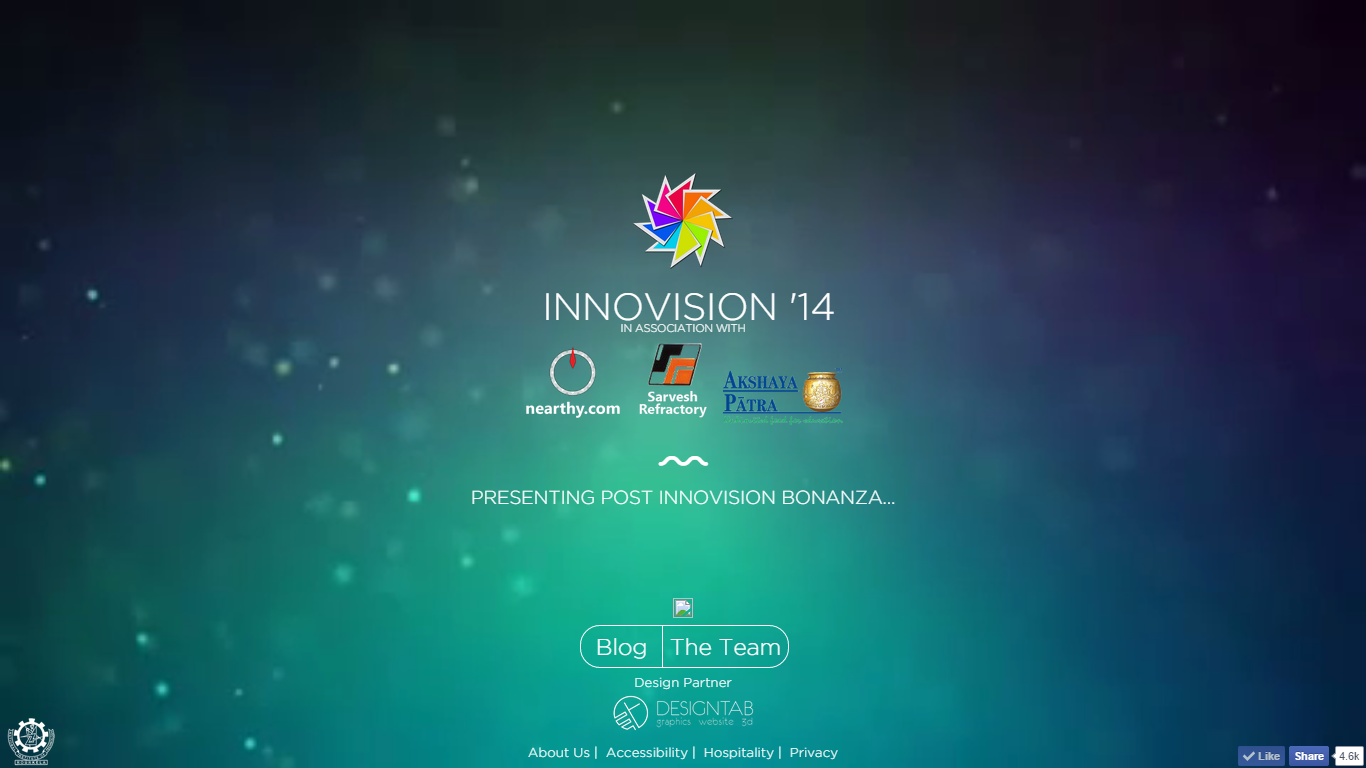 INNOVISION '14
IN ASSOCIATION WITH
nearthy.com
Sarvesh
Refractory
AKSHAYA
PĀTRA
PRESENTING POST INNOVISION BONANZA...
Blog
The Team
Design Partner
DESIGNTAB
graphics website 3d
About Us | Accessibility | Hospitality | Privacy
Like
Share
4.6k